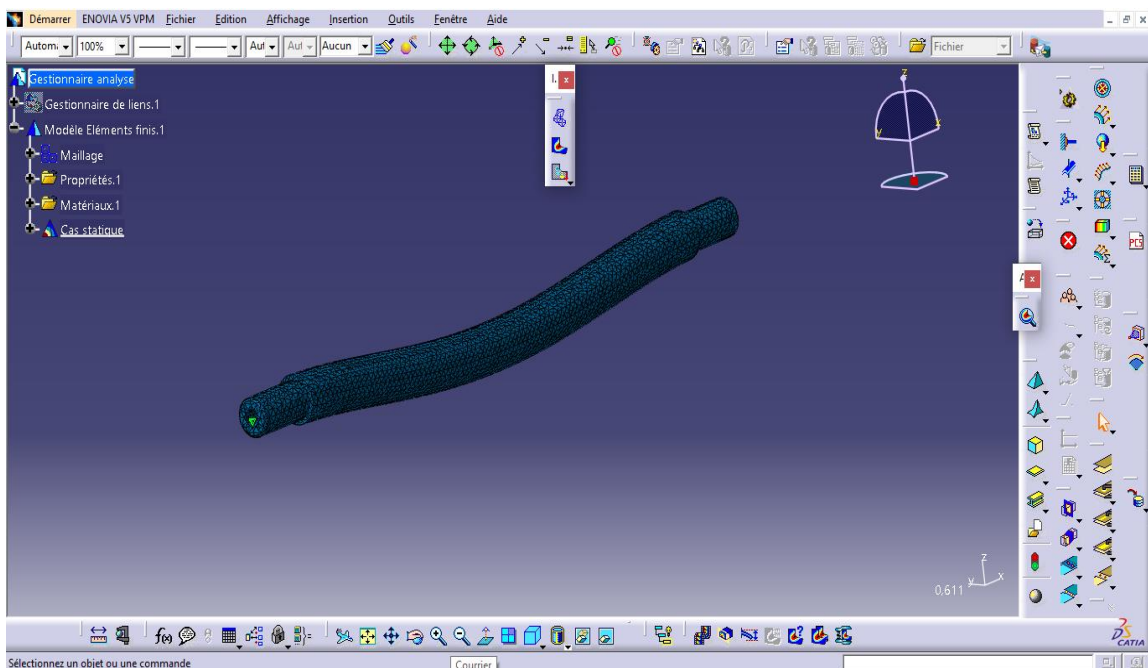 Démarrer ENOVIA V5 VPM Fichier Edition Affichage Insertion Outils Fenêtre Aide
100% Aucun Fichier
Gestionnaire analyse
Gestionnaire de liens.1
Modèle Eléments finis.1
Maillage
Propriétés.1
Matériaux.1
Cas statique
z
y x
z
y x
0,611
PCS
f(x)
DS
CATIA
Sélectionnez un objet ou une commande
Courrier